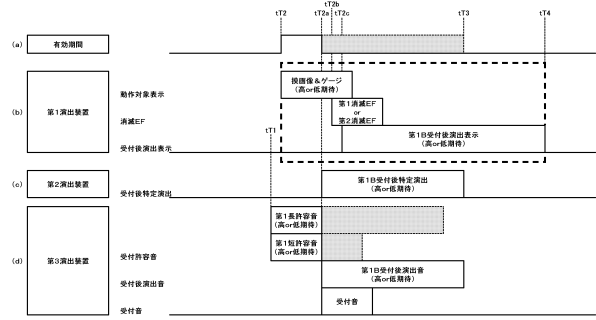 tT2b
tT2
tT2a
tT2c
tT3
tT4
(a)
有効期間
(b)
第1演出装置
動作対象表示
操画像&ゲージ
(高or低期待)
消滅EF
第1消滅EF
or
第2消滅EF
受付後演出表示
第1B受付後演出表示
(高or低期待)
tT1
(c)
第2演出装置
受付後特定演出
第1B受付後特定演出
(高or低期待)
(d)
第3演出装置
受付許容音
第1長許容音
(高or低期待)
第1短許容音
(高or低期待)
受付後演出音
第1B受付後演出音
(高or低期待)
受付音
受付音